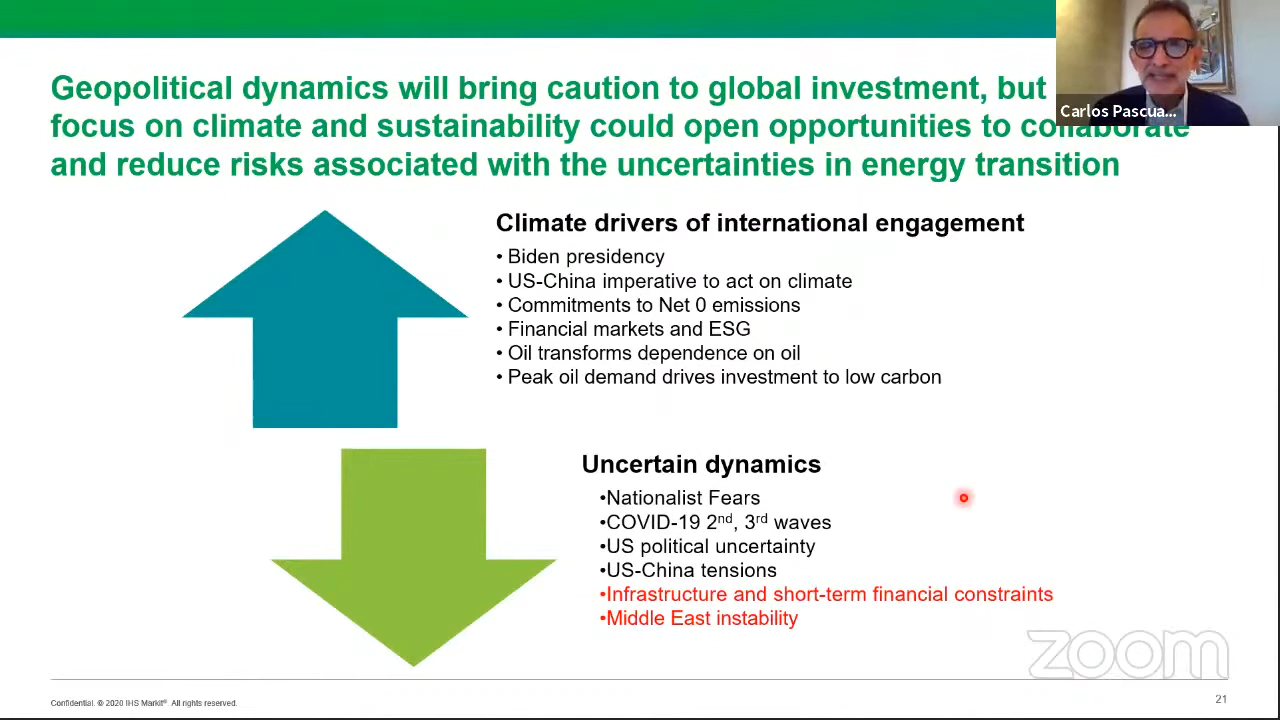 Geopolitical dynamics will bring caution to global investment, but
focus on climate and sustainability could open opportunities to collaborate
and reduce risks associated with the uncertainties in energy transition
Carlos Pascua...
Climate drivers of international engagement
• Biden presidency
• US-China imperative to act on climate
• Commitments to Net 0 emissions
• Financial markets and ESG
• Oil transforms dependence on oil
• Peak oil demand drives investment to low carbon
Uncertain dynamics
•Nationalist Fears
•COVID-19 2nd, 3rd waves
•US political uncertainty
•US-China tensions
•Infrastructure and short-term financial constraints
•Middle East instability
zoom
Confidential. © 2020 IHS Markit® All rights reserved.
21